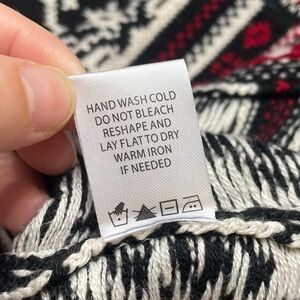 HAND WASH COLD
DO NOT BLEACH
RESHAPE AND
LAY FLAT TO DRY
WARM IRON
IF NEEDED